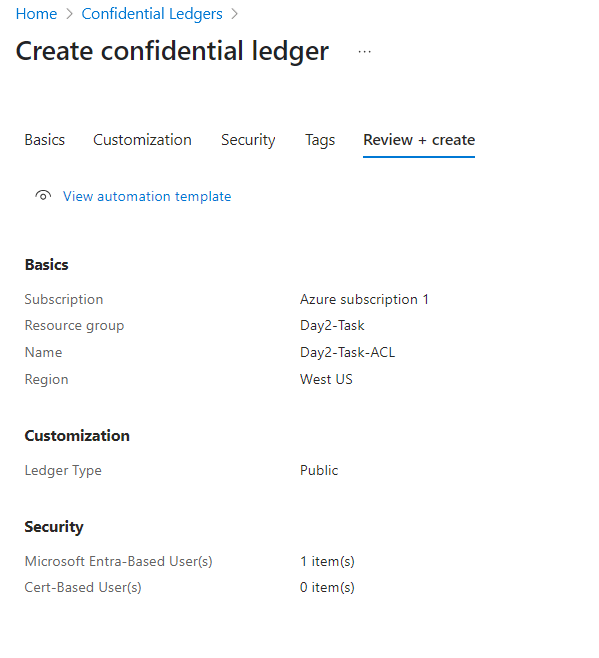 Home > Confidential Ledgers >
Create confidential ledger ...
Basics Customization Security Tags Review + create
View automation template
Basics
Subscription Azure subscription 1
Resource group Day2-Task
Name Day2-Task-ACL
Region West US
Customization
Ledger Type Public
Security
Microsoft Entra-Based User(s) 1 item(s)
Cert-Based User(s) 0 item(s)